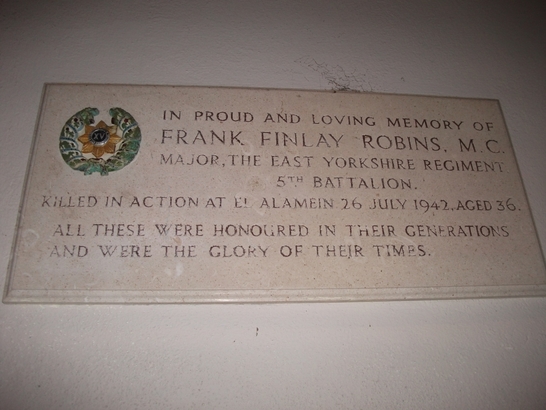 IN PROUD AND LOVING MEMORY OF
FRANK FINLAY ROBINS, M.C.
MAJOR, THE EAST YORKSHIRE REGIMENT
5TH BATTALION.
KILLED IN ACTION AT EL ALAMEIN 26 JULY 1942, AGED 36.
ALL THESE WERE HONOURED IN THEIR GENERATIONS
AND WERE THE GLORY OF THEIR TIMES.